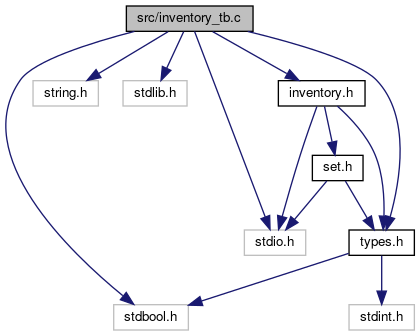 src/inventory_tb.c
string.h
stdlib.h
inventory.h
set.h
stdio.h
types.h
stdbool.h
stdint.h